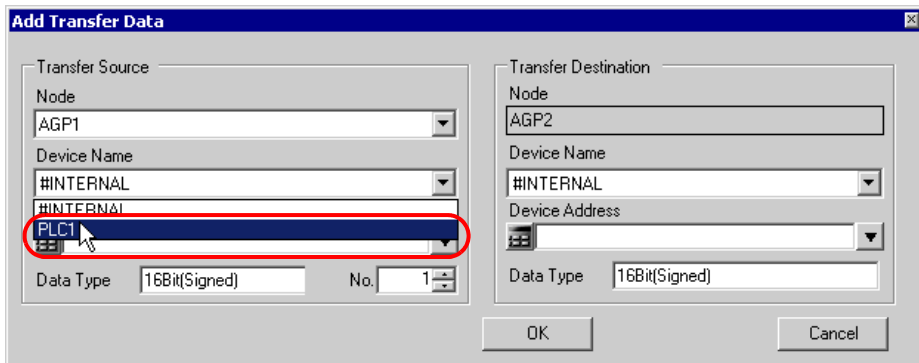 Add Transfer Data
Transfer Source
Node
AGP1
Device Name
#INTERNAL
#INTERNAL
PLC1
Data Type 16Bit(Signed) No. 1
Transfer Destination
Node
AGP2
Device Name
#INTERNAL
Device Address
Data Type 16Bit(Signed)
OK Cancel